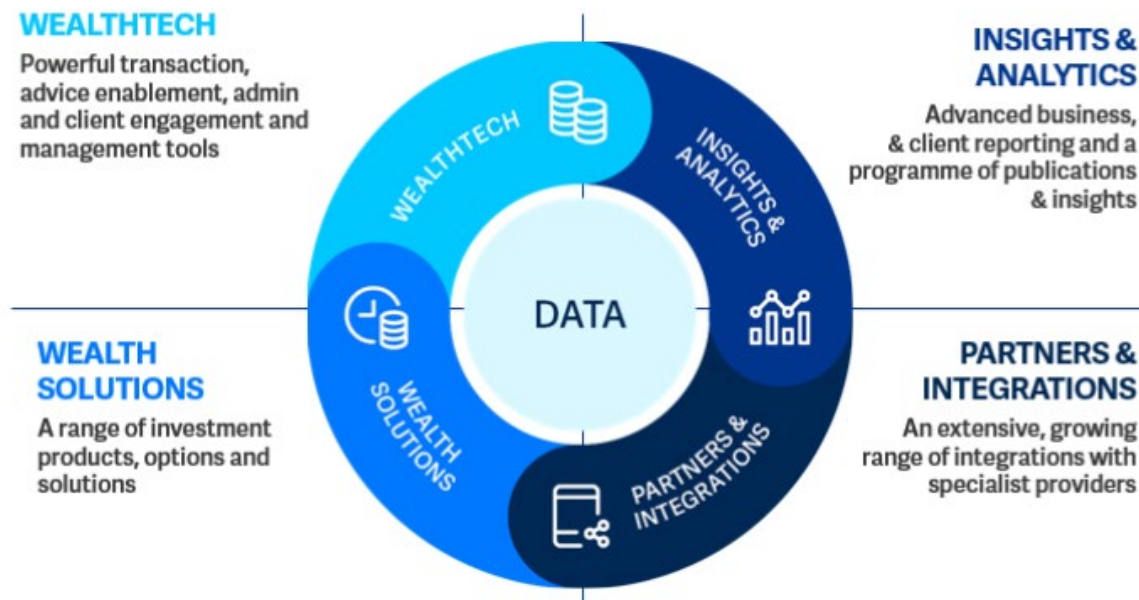 WEALTHTECH
Powerful transaction,
advice enablement, admin
and client engagement and
management tools
INSIGHTS &
ANALYTICS
Advanced business,
& client reporting and a
programme of publications
& insights
WEALTHTECH
INSIGHTS &
ANALYTICS
DATA
WEALTH
SOLUTIONS
PARTNERS &
INTEGRATIONS
WEALTH
SOLUTIONS
A range of investment
products, options and
solutions
PARTNERS &
INTEGRATIONS
An extensive, growing
range of integrations with
specialist providers